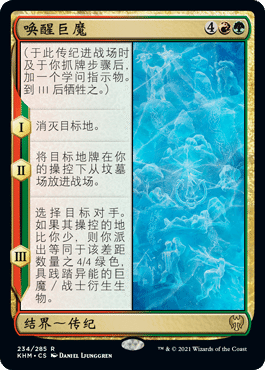 唤醒巨魔
4
(于此传纪进战场时
及于你抓牌步骤后,
加一个学问指示物。
到 III 后牺牲之。)
I
消灭目标地。
II
将目标地牌在你
的操控下从坟墓
场放进战场。
III
选择目标对手。
如果其操控的地
比你少，则你派
出等同于该差距
数量之 4/4 绿色，
具践踏异能的巨
魔／战士衍生生
物。
结界～传纪
234/285 R
KHM • CS DANIEL LJUNGGREN
™ & © 2021 Wizards of the Coast